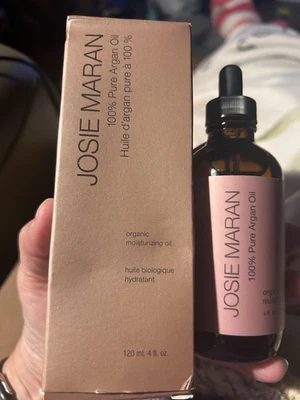 JOSIE MARAN
100% Pure Argan Oil
Huile d'argan pure à 100 %
organic
moisturizing oil
huile biologique
hydratant
120 mL 4 fl. oz.
JOSIE MARAN
100% Pure Argan Oil